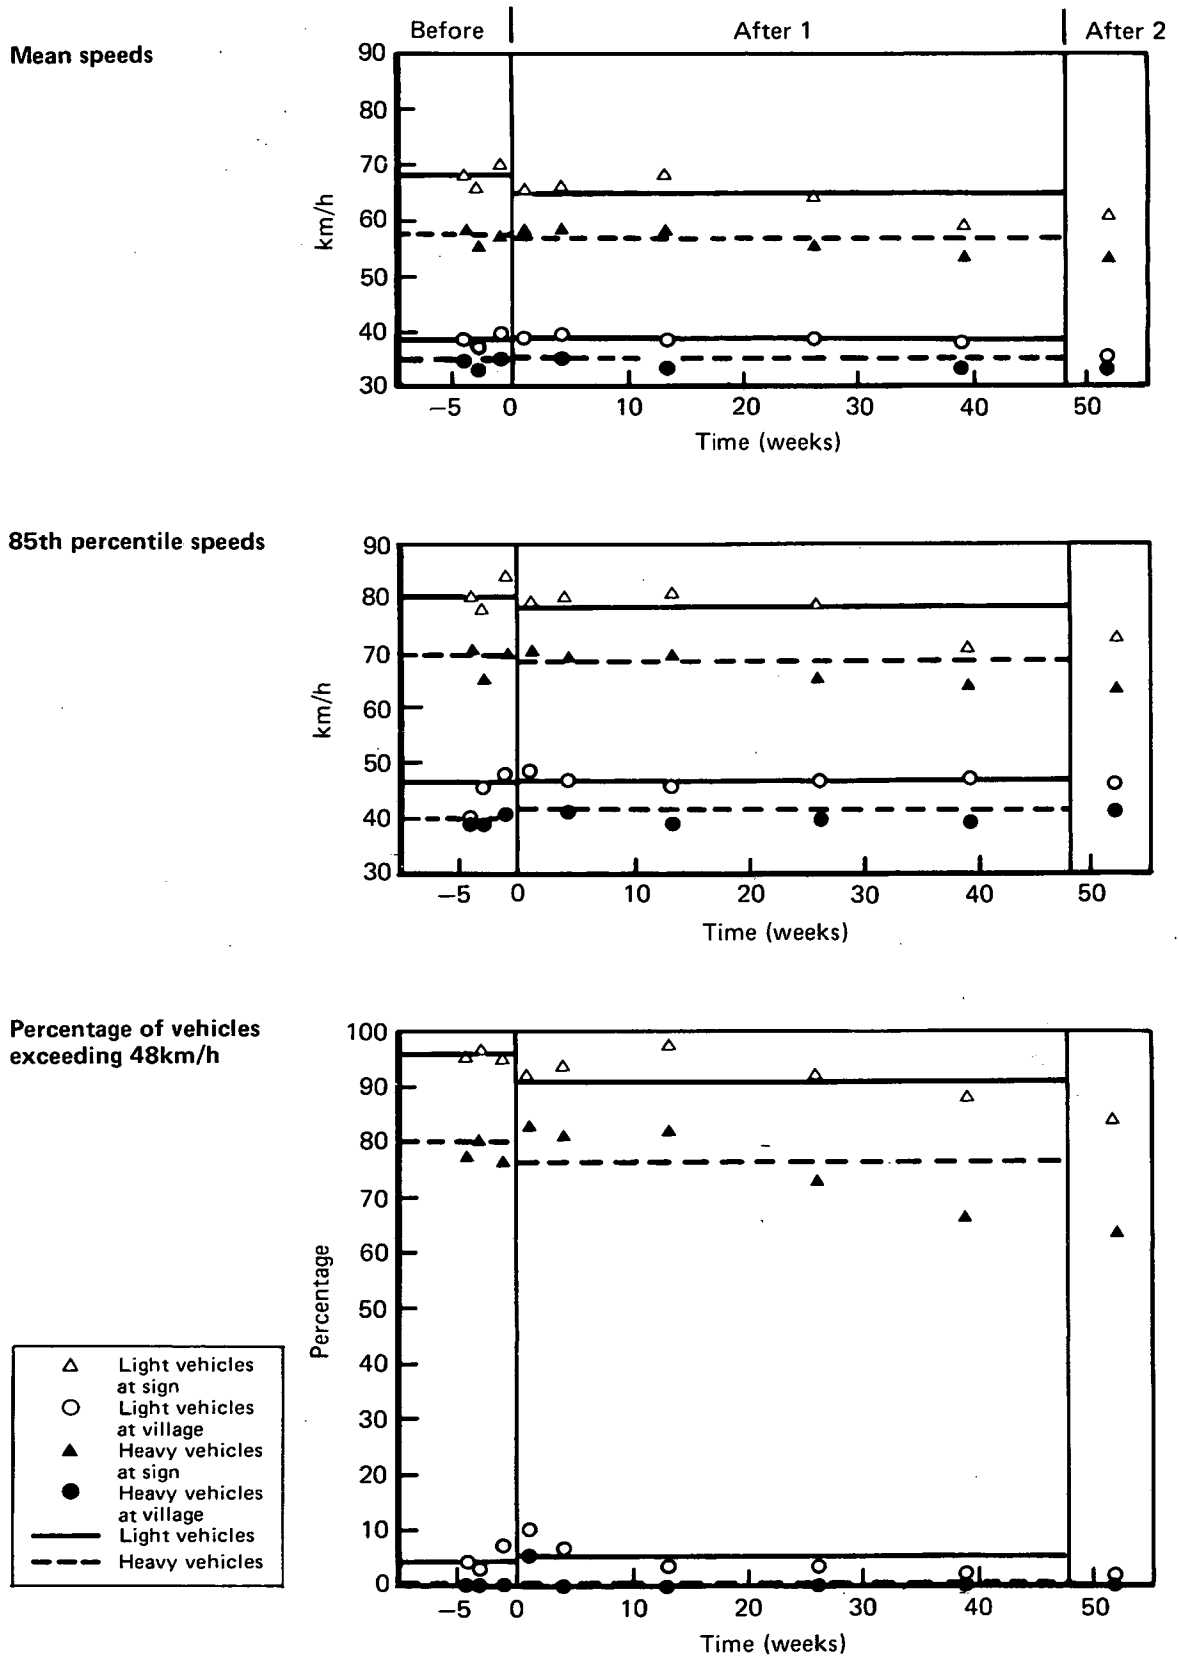 Before After 1 After 2
Mean speeds
90
80
70
60
50
40
30
km/h
−5 0 10 20 30 40 50
Time (weeks)
85th percentile speeds
90
80
70
60
50
40
30
km/h
−5 0 10 20 30 40 50
Time (weeks)
Percentage of vehicles
exceeding 48km/h
100
90
80
70
60
50
40
30
20
10
0
Percentage
−5 0 10 20 30 40 50
Time (weeks)
Light vehicles
at sign
Light vehicles
at village
Heavy vehicles
at sign
Heavy vehicles
at village
Light vehicles
Heavy vehicles